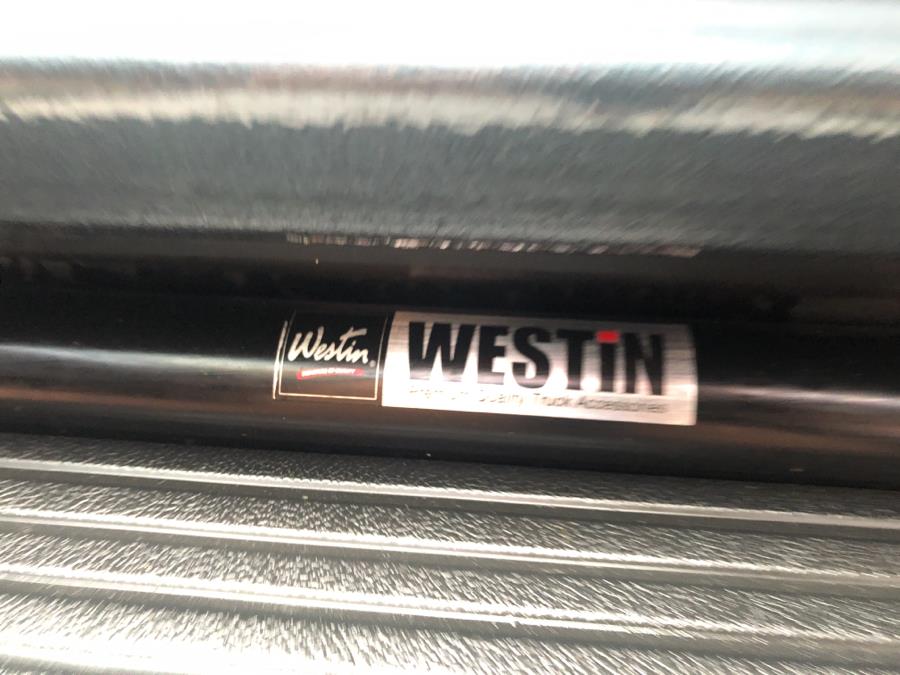 Westin®
WESTiN
Premium Quality Truck Accessories